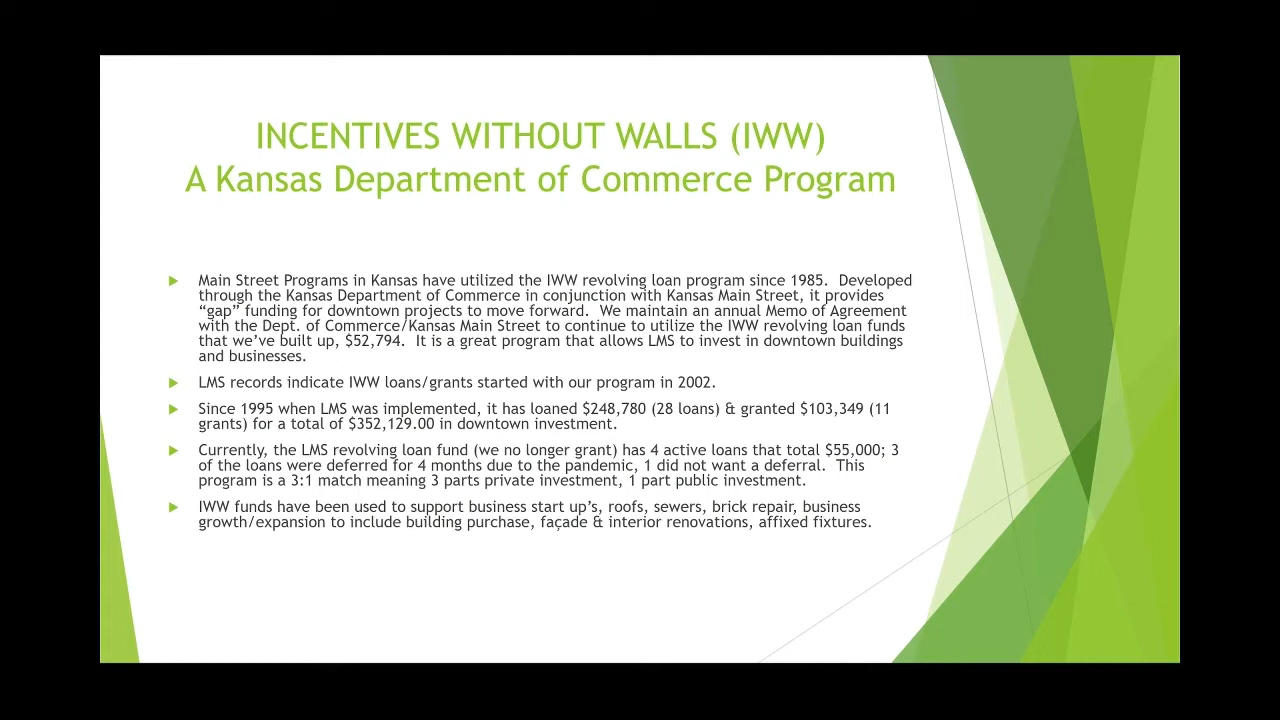 INCENTIVES WITHOUT WALLS (IWW)
A Kansas Department of Commerce Program
Main Street Programs in Kansas have utilized the IWW revolving loan program since 1985.  Developed
through the Kansas Department of Commerce in conjunction with Kansas Main Street, it provides
“gap” funding for downtown projects to move forward.  We maintain an annual Memo of Agreement
with the Dept. of Commerce/Kansas Main Street to continue to utilize the IWW revolving loan funds
that we’ve built up, $52,794.  It is a great program that allows LMS to invest in downtown buildings
and businesses.
LMS records indicate IWW loans/grants started with our program in 2002.
Since 1995 when LMS was implemented, it has loaned $248,780 (28 loans) & granted $103,349 (11
grants) for a total of $352,129.00 in downtown investment.
Currently, the LMS revolving loan fund (we no longer grant) has 4 active loans that total $55,000; 3
of the loans were deferred for 4 months due to the pandemic, 1 did not want a deferral.  This
program is a 3:1 match meaning 3 parts private investment, 1 part public investment.
IWW funds have been used to support business start up’s, roofs, sewers, brick repair, business
growth/expansion to include building purchase, façade & interior renovations, affixed fixtures.